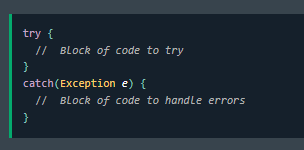 try {
  //  Block of code to try
}
catch(Exception e) {
  //  Block of code to handle errors
}